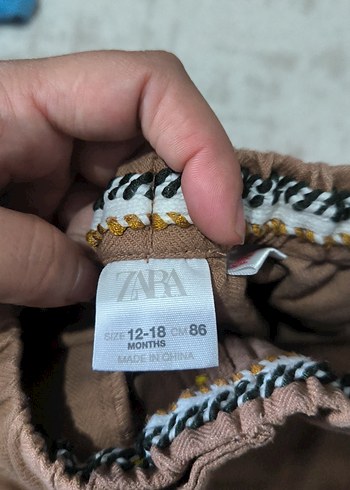 ZARA
SIZE 12-18 CM 86
MONTHS
MADE IN CHINA